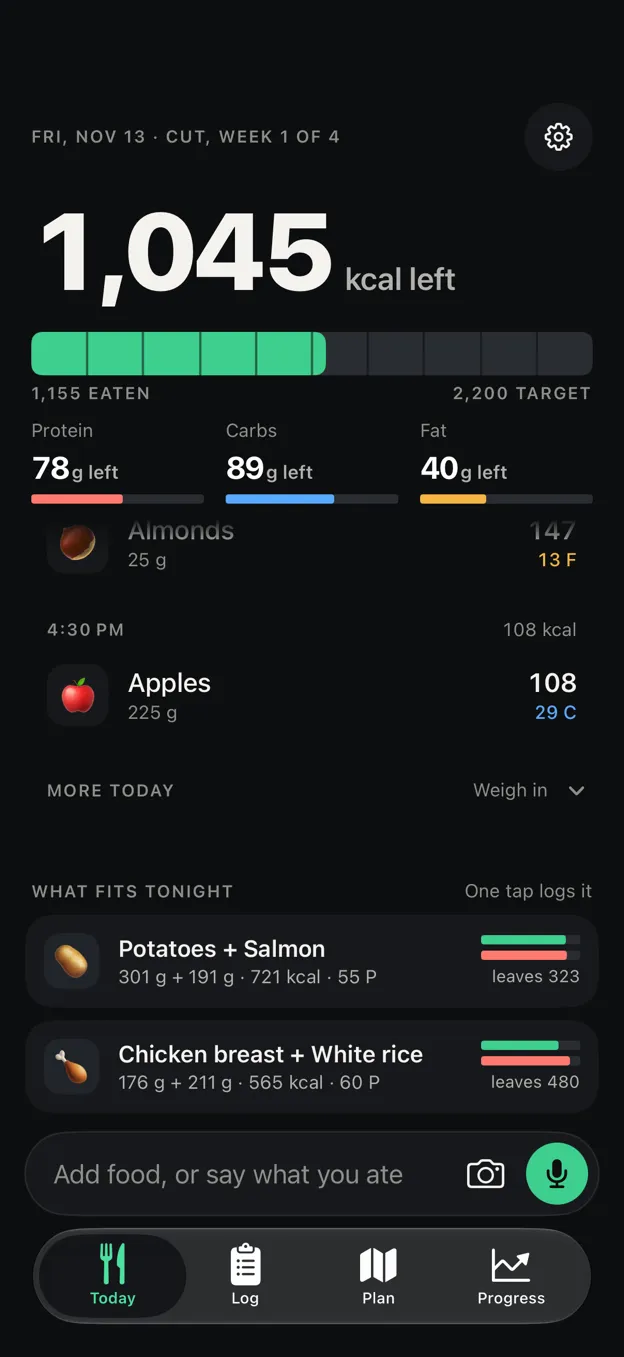 FRI, NOV 13 · CUT, WEEK 1 OF 4
1,045 kcal left
1,155 EATEN
2,200 TARGET
Protein
Carbs
Fat
78g left
89g left
40g left
Almonds
147
25 g
13 F
4:30 PM
108 kcal
Apples
108
225 g
29 C
MORE TODAY
Weigh in
WHAT FITS TONIGHT
One tap logs it
Potatoes + Salmon
301 g + 191 g · 721 kcal · 55 P
leaves 323
Chicken breast + White rice
176 g + 211 g · 565 kcal · 60 P
leaves 480
Add food, or say what you ate
Today
Log
Plan
Progress